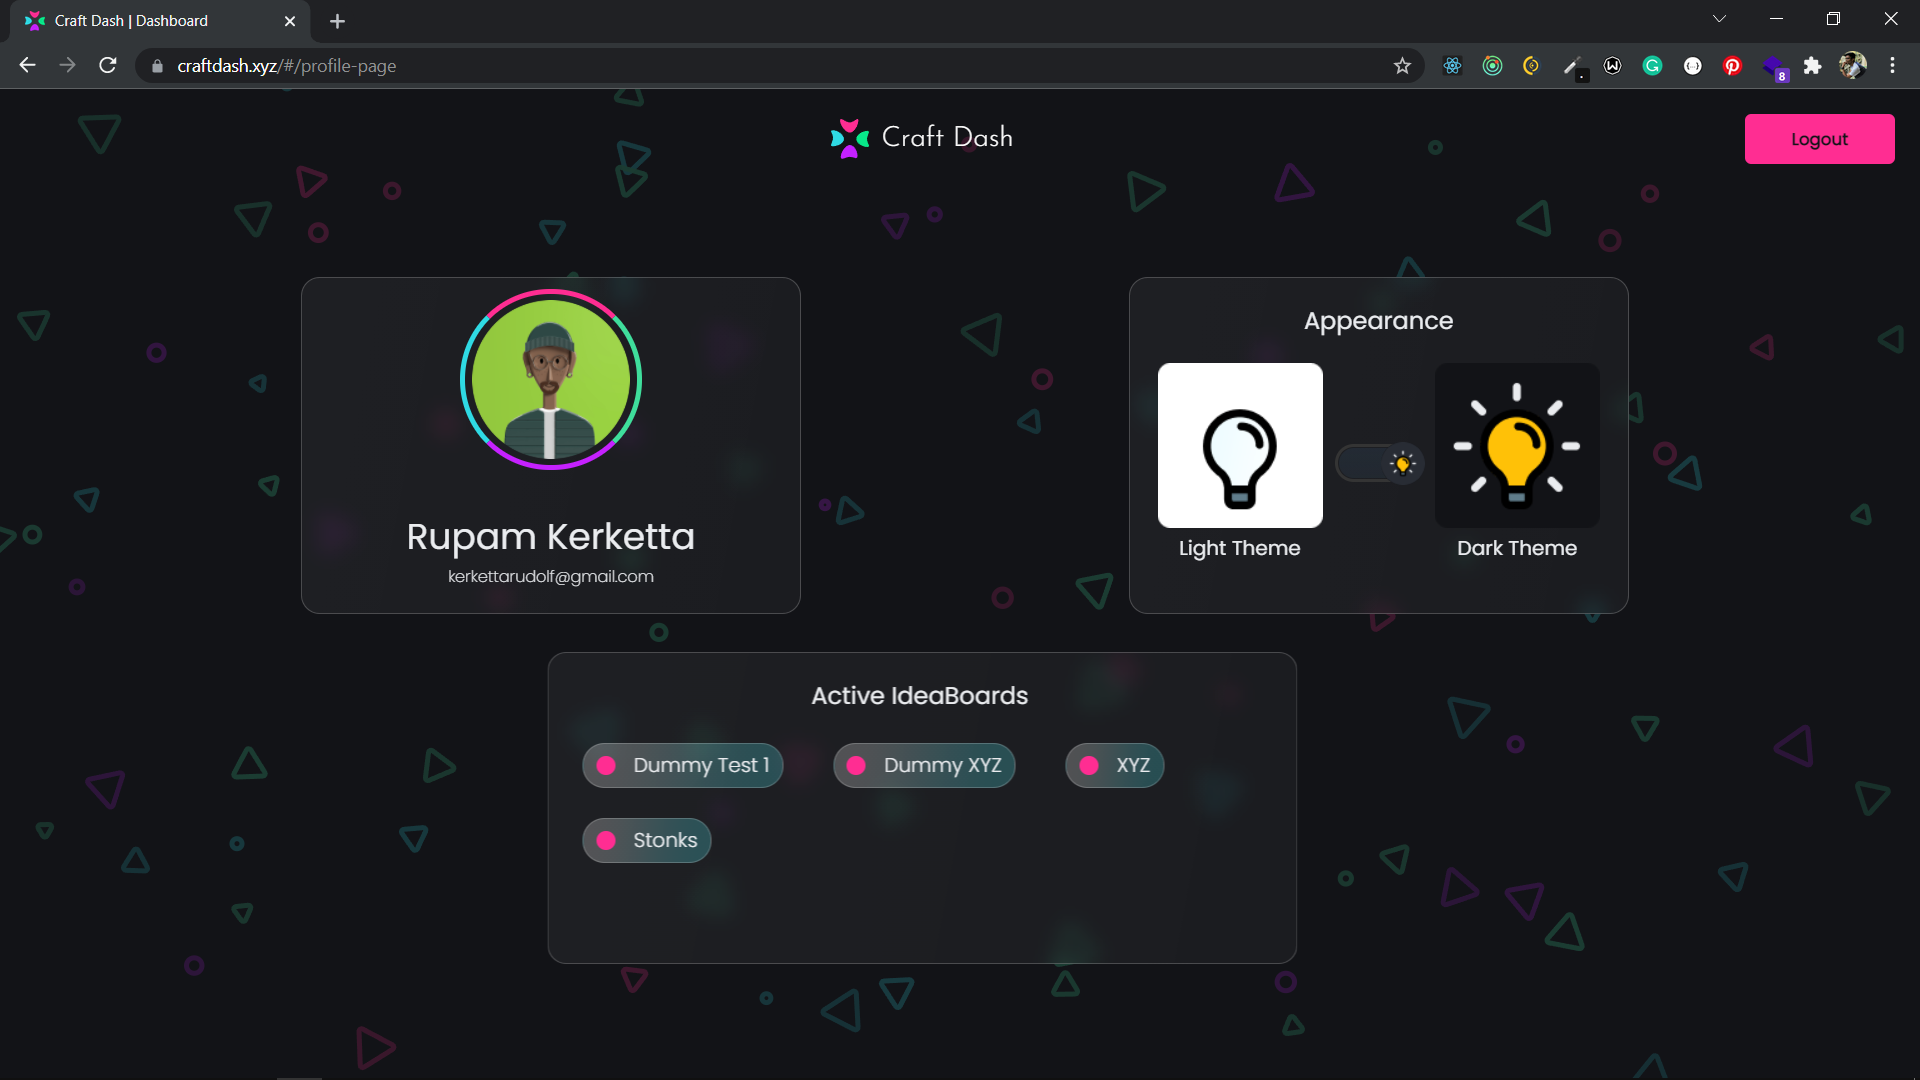 Craft Dash | Dashboard
craftdash.xyz/#/profile-page
8
Craft Dash
Logout
Rupam Kerketta
kerkettarudolf@gmail.com
Appearance
Light Theme
Dark Theme
Active IdeaBoards
Dummy Test 1
Dummy XYZ
XYZ
Stonks